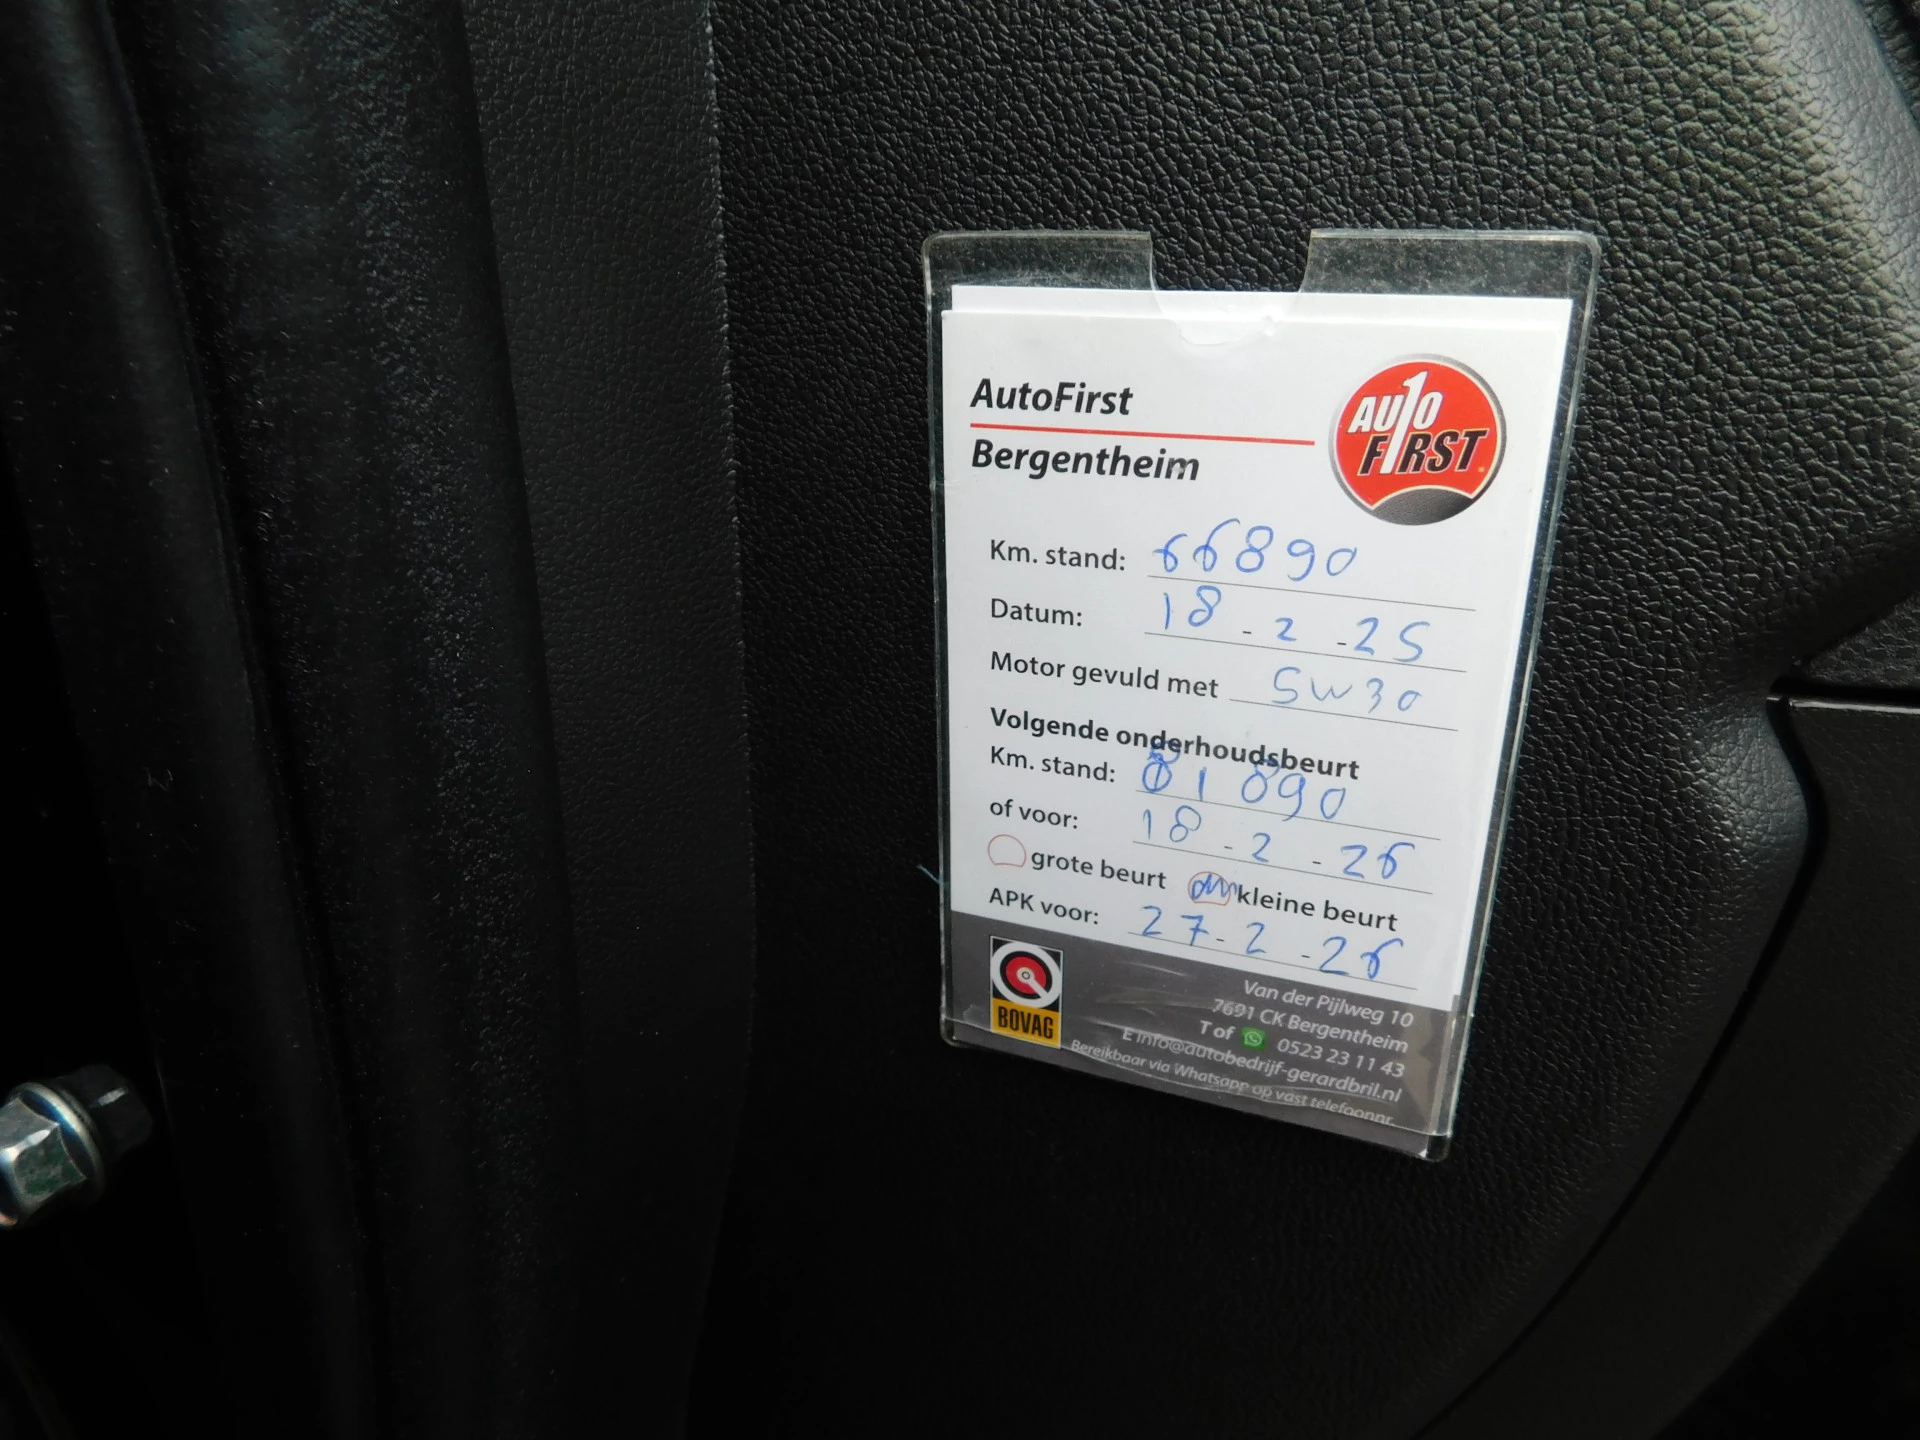 AutoFirst
Bergentheim
AUTO
FIRST
Km. stand: 66890
Datum: 18 - 2 - 25
Motor gevuld met 5W30
Volgende onderhoudsbeurt
Km. stand: 81890
of voor: 18 - 2 - 26
grote beurt kleine beurt
APK voor: 27 - 2 - 26
BOVAG
Van der Pijlweg 10
7691 CK Bergentheim
T of 0523 23 11 43
E info@autobedrijf-gerardbril.nl
Bereikbaar via Whatsapp op vast telefoonnr.